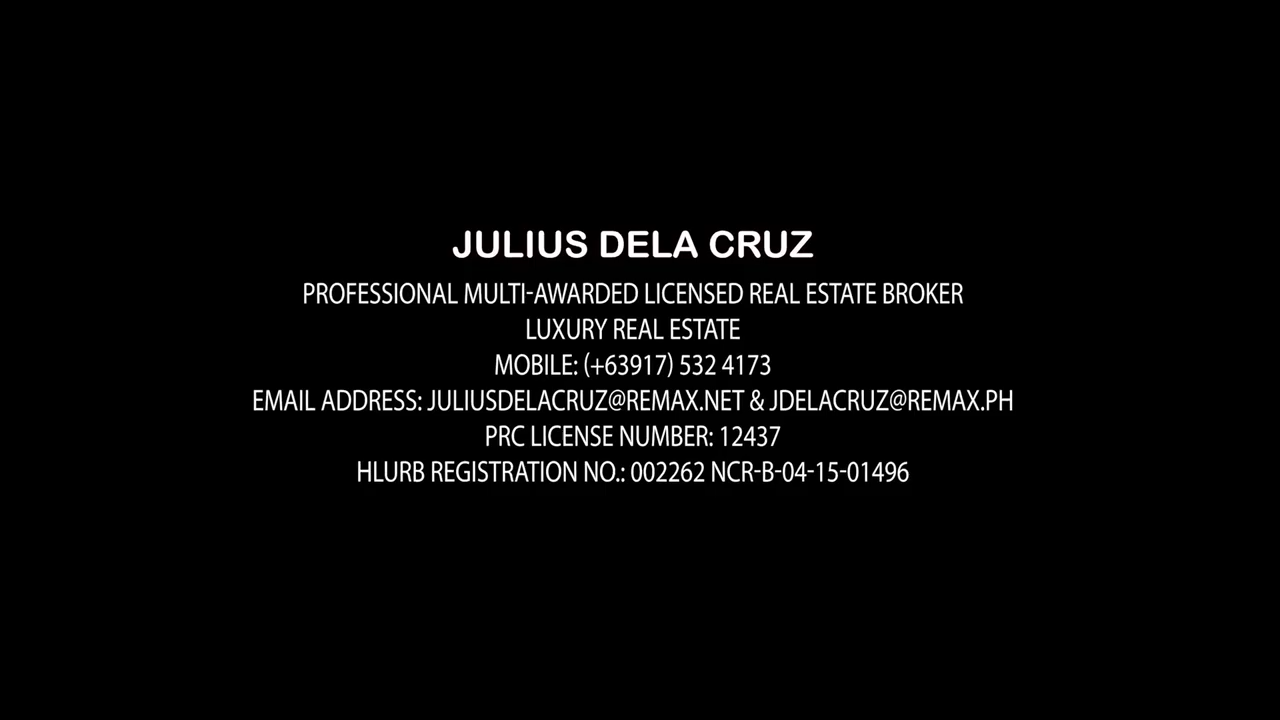 JULIUS DELA CRUZ
PROFESSIONAL MULTI-AWARDED LICENSED REAL ESTATE BROKER
LUXURY REAL ESTATE
MOBILE: (+63917) 532 4173
EMAIL ADDRESS: JULIUSDELACRUZ@REMAX.NET & JDELACRUZ@REMAX.PH
PRC LICENSE NUMBER: 12437
HLURB REGISTRATION NO.: 002262 NCR-B-04-15-01496